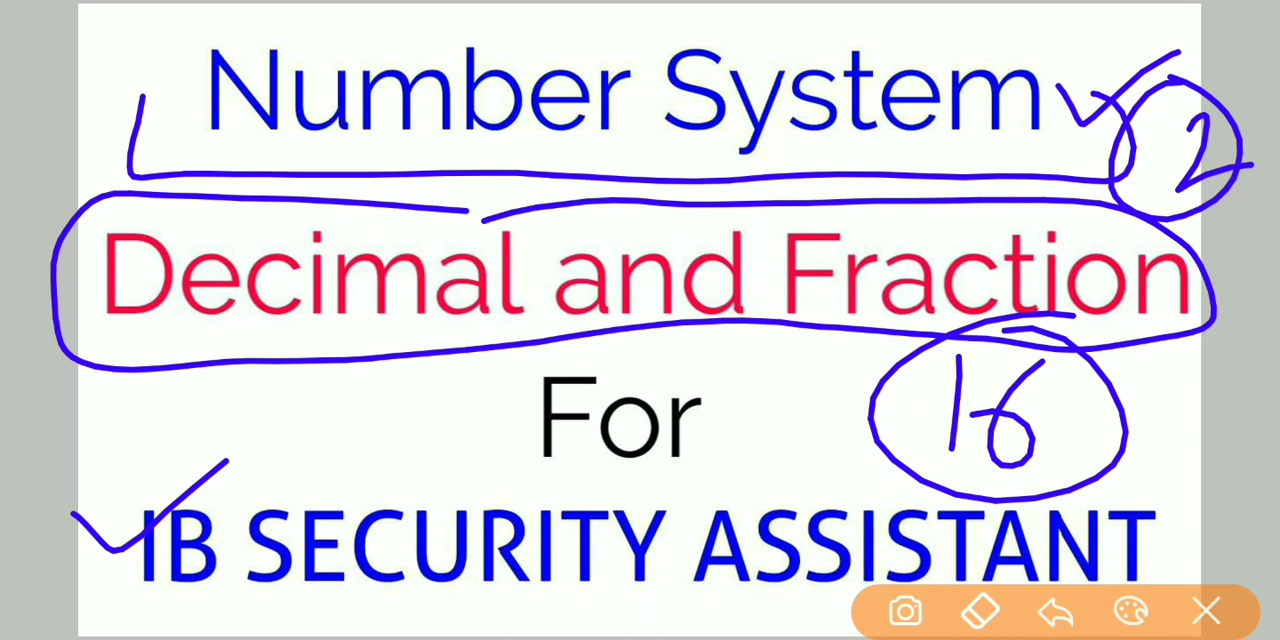 Number System
2
Decimal and Fraction
For
16
IB SECURITY ASSISTANT